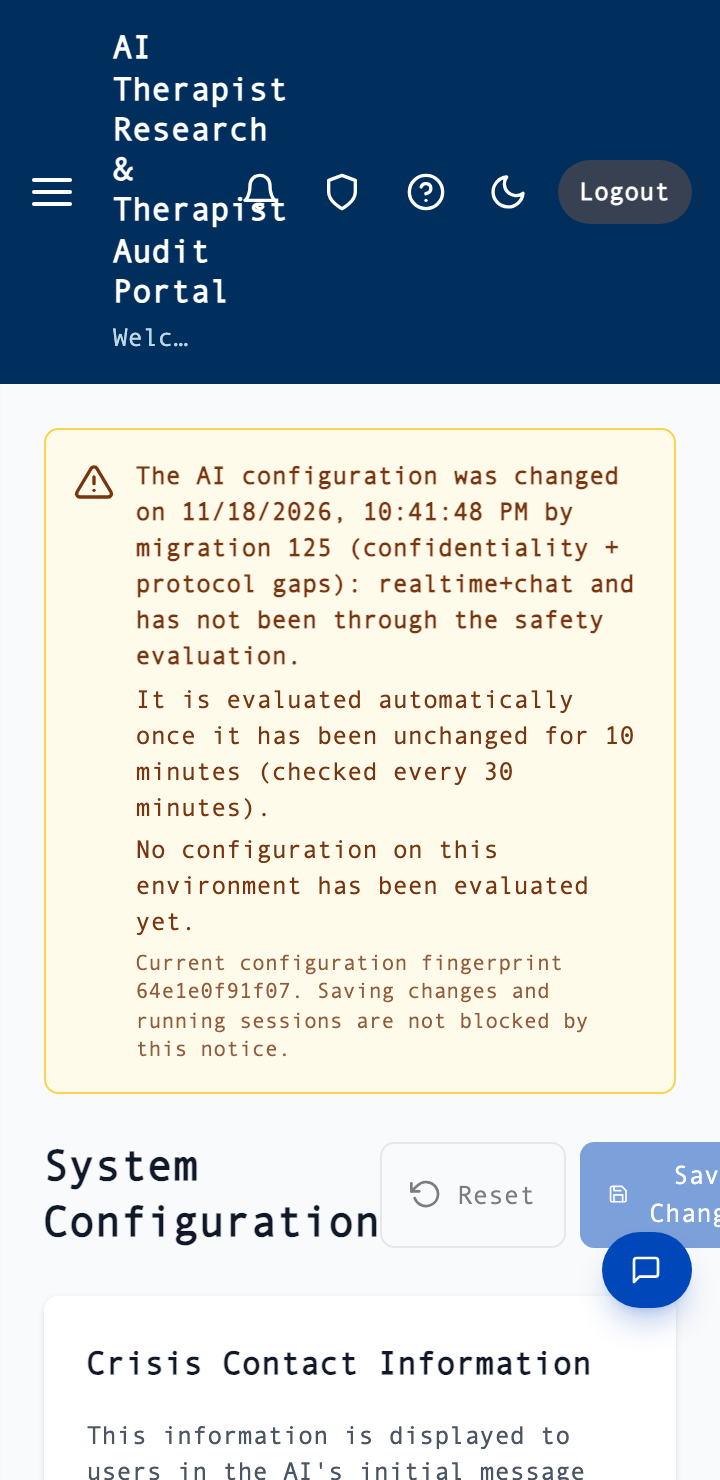 AI
Therapist
Research
&
Therapist
Audit
Portal
Welc…
Logout
The AI configuration was changed
on 11/18/2026, 10:41:48 PM by
migration 125 (confidentiality +
protocol gaps): realtime+chat and
has not been through the safety
evaluation.
It is evaluated automatically
once it has been unchanged for 10
minutes (checked every 30
minutes).
No configuration on this
environment has been evaluated
yet.
Current configuration fingerprint
64e1e0f91f07. Saving changes and
running sessions are not blocked by
this notice.
System
Configuration
Reset
Sav
Chang
Crisis Contact Information
This information is displayed to
users in the AI's initial message